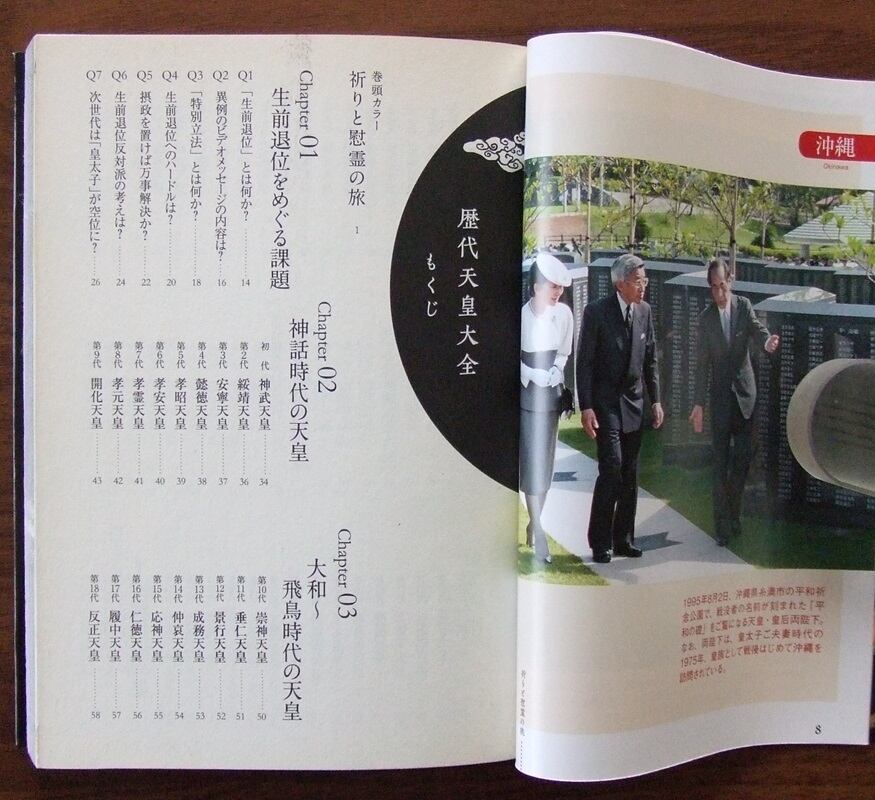 沖縄
Okinawa
1995年8月2日、沖縄県糸満市の平和祈
念公園で、戦没者の名前が刻まれた「平
和の礎」をご覧になる天皇・皇后両陛下。
なお、両陛下は、皇太子ご夫妻時代の
1975年、皇族として戦後はじめて沖縄を
訪問されている。
祈りと慰霊の旅
8
歴代天皇大全
もくじ
巻頭カラー
祈りと慰霊の旅 1
Chapter 01
生前退位をめぐる課題
Q1 「生前退位」とは何か? 14
Q2 異例のビデオメッセージの内容は? 16
Q3 「特別立法」とは何か? 18
Q4 生前退位へのハードルは? 20
Q5 摂政を置けば万事解決か? 22
Q6 生前退位反対派の考えは? 24
Q7 次世代は「皇太子」が空位に? 26
Chapter 02
神話時代の天皇
初代 神武天皇 34
第2代 綏靖天皇 36
第3代 安寧天皇 37
第4代 懿徳天皇 38
第5代 孝昭天皇 39
第6代 孝安天皇 40
第7代 孝霊天皇 41
第8代 孝元天皇 42
第9代 開化天皇 43
Chapter 03
大和~
飛鳥時代の天皇
第10代 崇神天皇 50
第11代 垂仁天皇 51
第12代 景行天皇 52
第13代 成務天皇 53
第14代 仲哀天皇 54
第15代 応神天皇 55
第16代 仁徳天皇 56
第17代 履中天皇 57
第18代 反正天皇 58